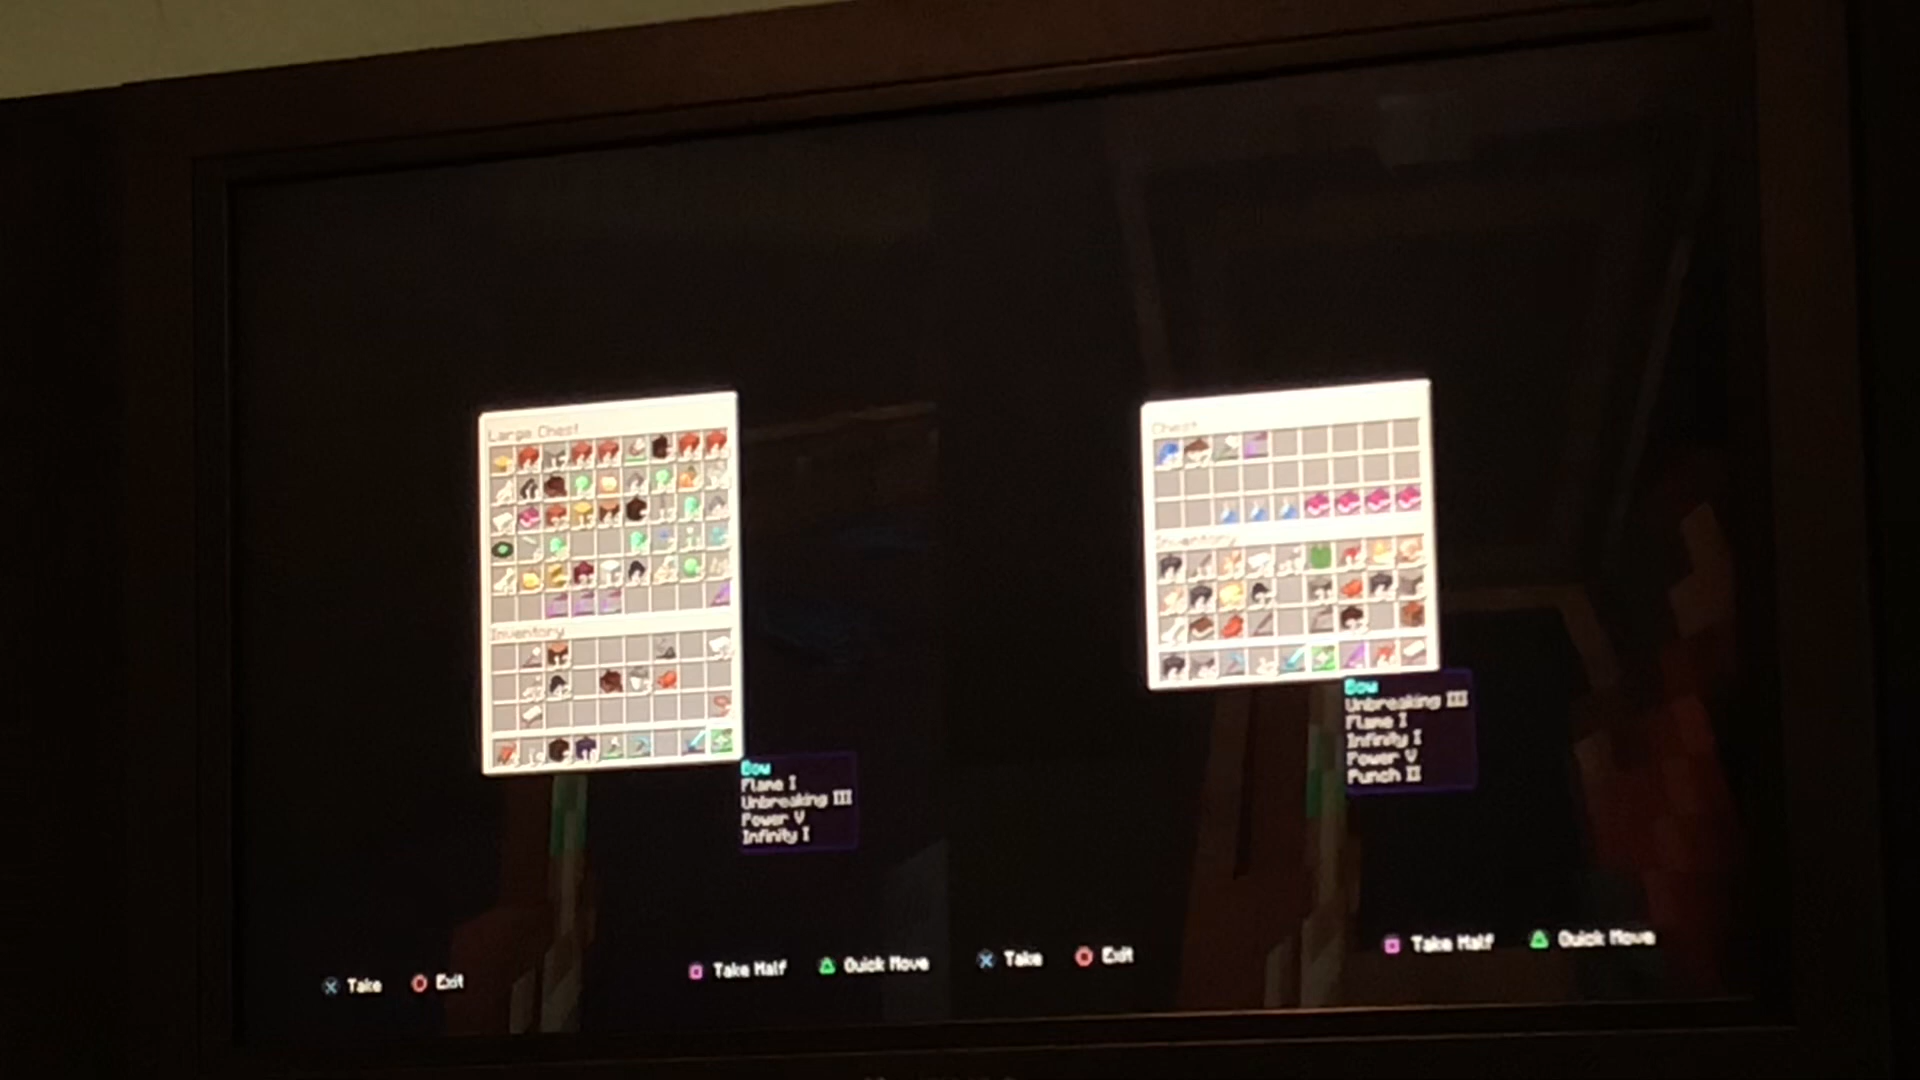 Large Chest
Inventory
Bow
Flame I
Unbreaking III
Power V
Infinity I
Take
Exit
Take Half
Quick Move
Chest
Inventory
Bow
Unbreaking III
Flame I
Infinity I
Power V
Punch II
Take
Exit
Take Half
Quick Move